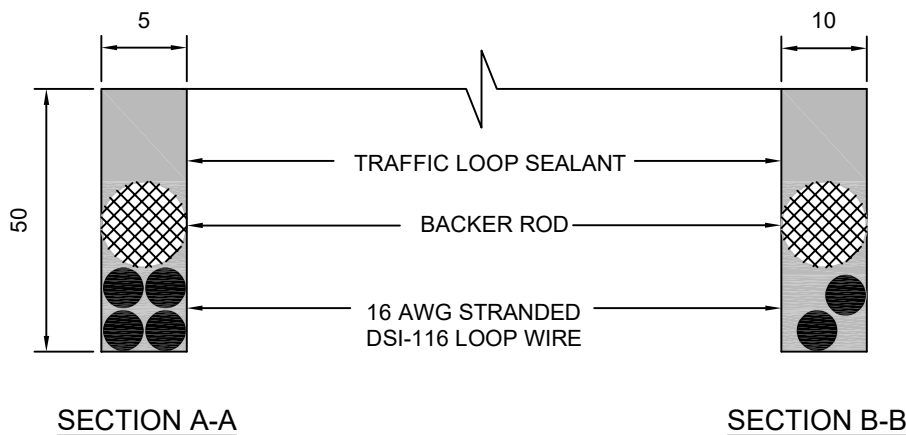 5
10
50
TRAFFIC LOOP SEALANT
BACKER ROD
16 AWG STRANDED
DSI-116 LOOP WIRE
SECTION A-A
SECTION B-B